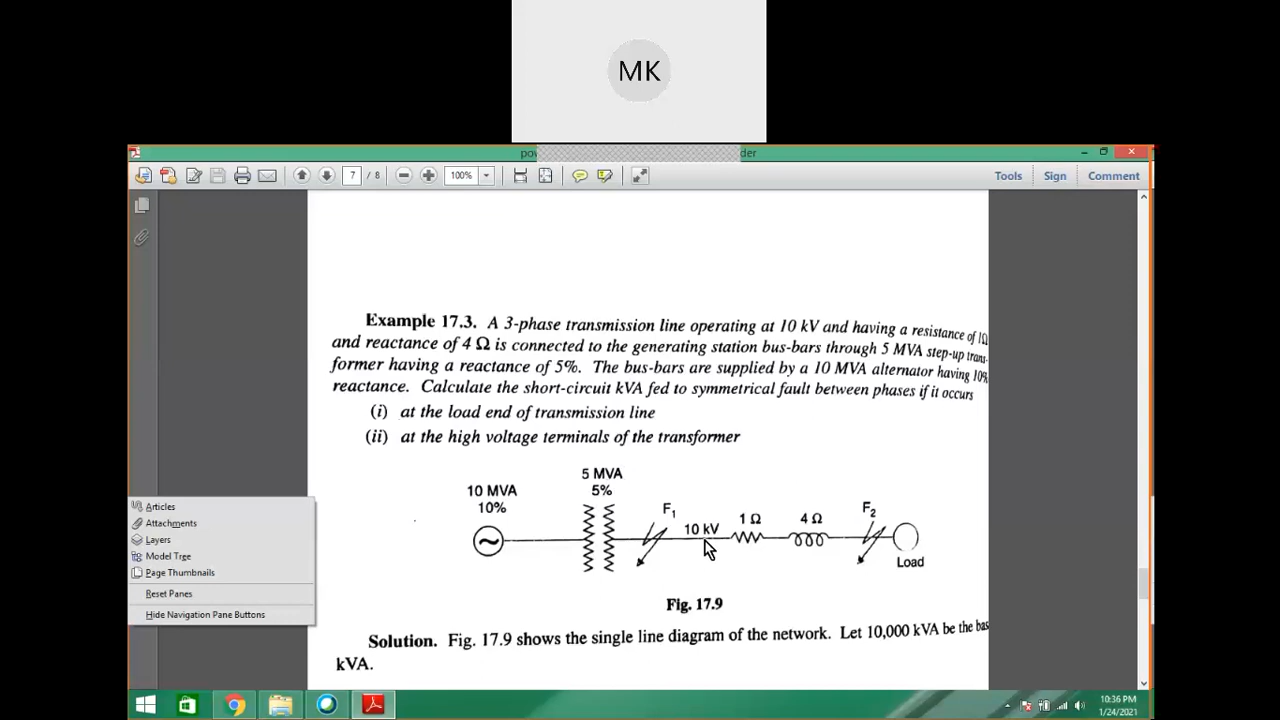 MK
pov
der
7 / 8
100%
Tools
Sign
Comment
Example 17.3. A 3-phase transmission line operating at 10 kV and having a resistance of 1Ω
and reactance of 4 Ω is connected to the generating station bus-bars through 5 MVA step-up trans-
former having a reactance of 5%. The bus-bars are supplied by a 10 MVA alternator having 10%
reactance. Calculate the short-circuit kVA fed to symmetrical fault between phases if it occurs
(i) at the load end of transmission line
(ii) at the high voltage terminals of the transformer
5 MVA
5%
10 MVA
10%
F1
10 kV
1 Ω
4 Ω
F2
Load
Fig. 17.9
Solution. Fig. 17.9 shows the single line diagram of the network. Let 10,000 kVA be the bas
kVA.
Articles
Attachments
Layers
Model Tree
Page Thumbnails
Reset Panes
Hide Navigation Pane Buttons
10:36 PM
1/24/2021